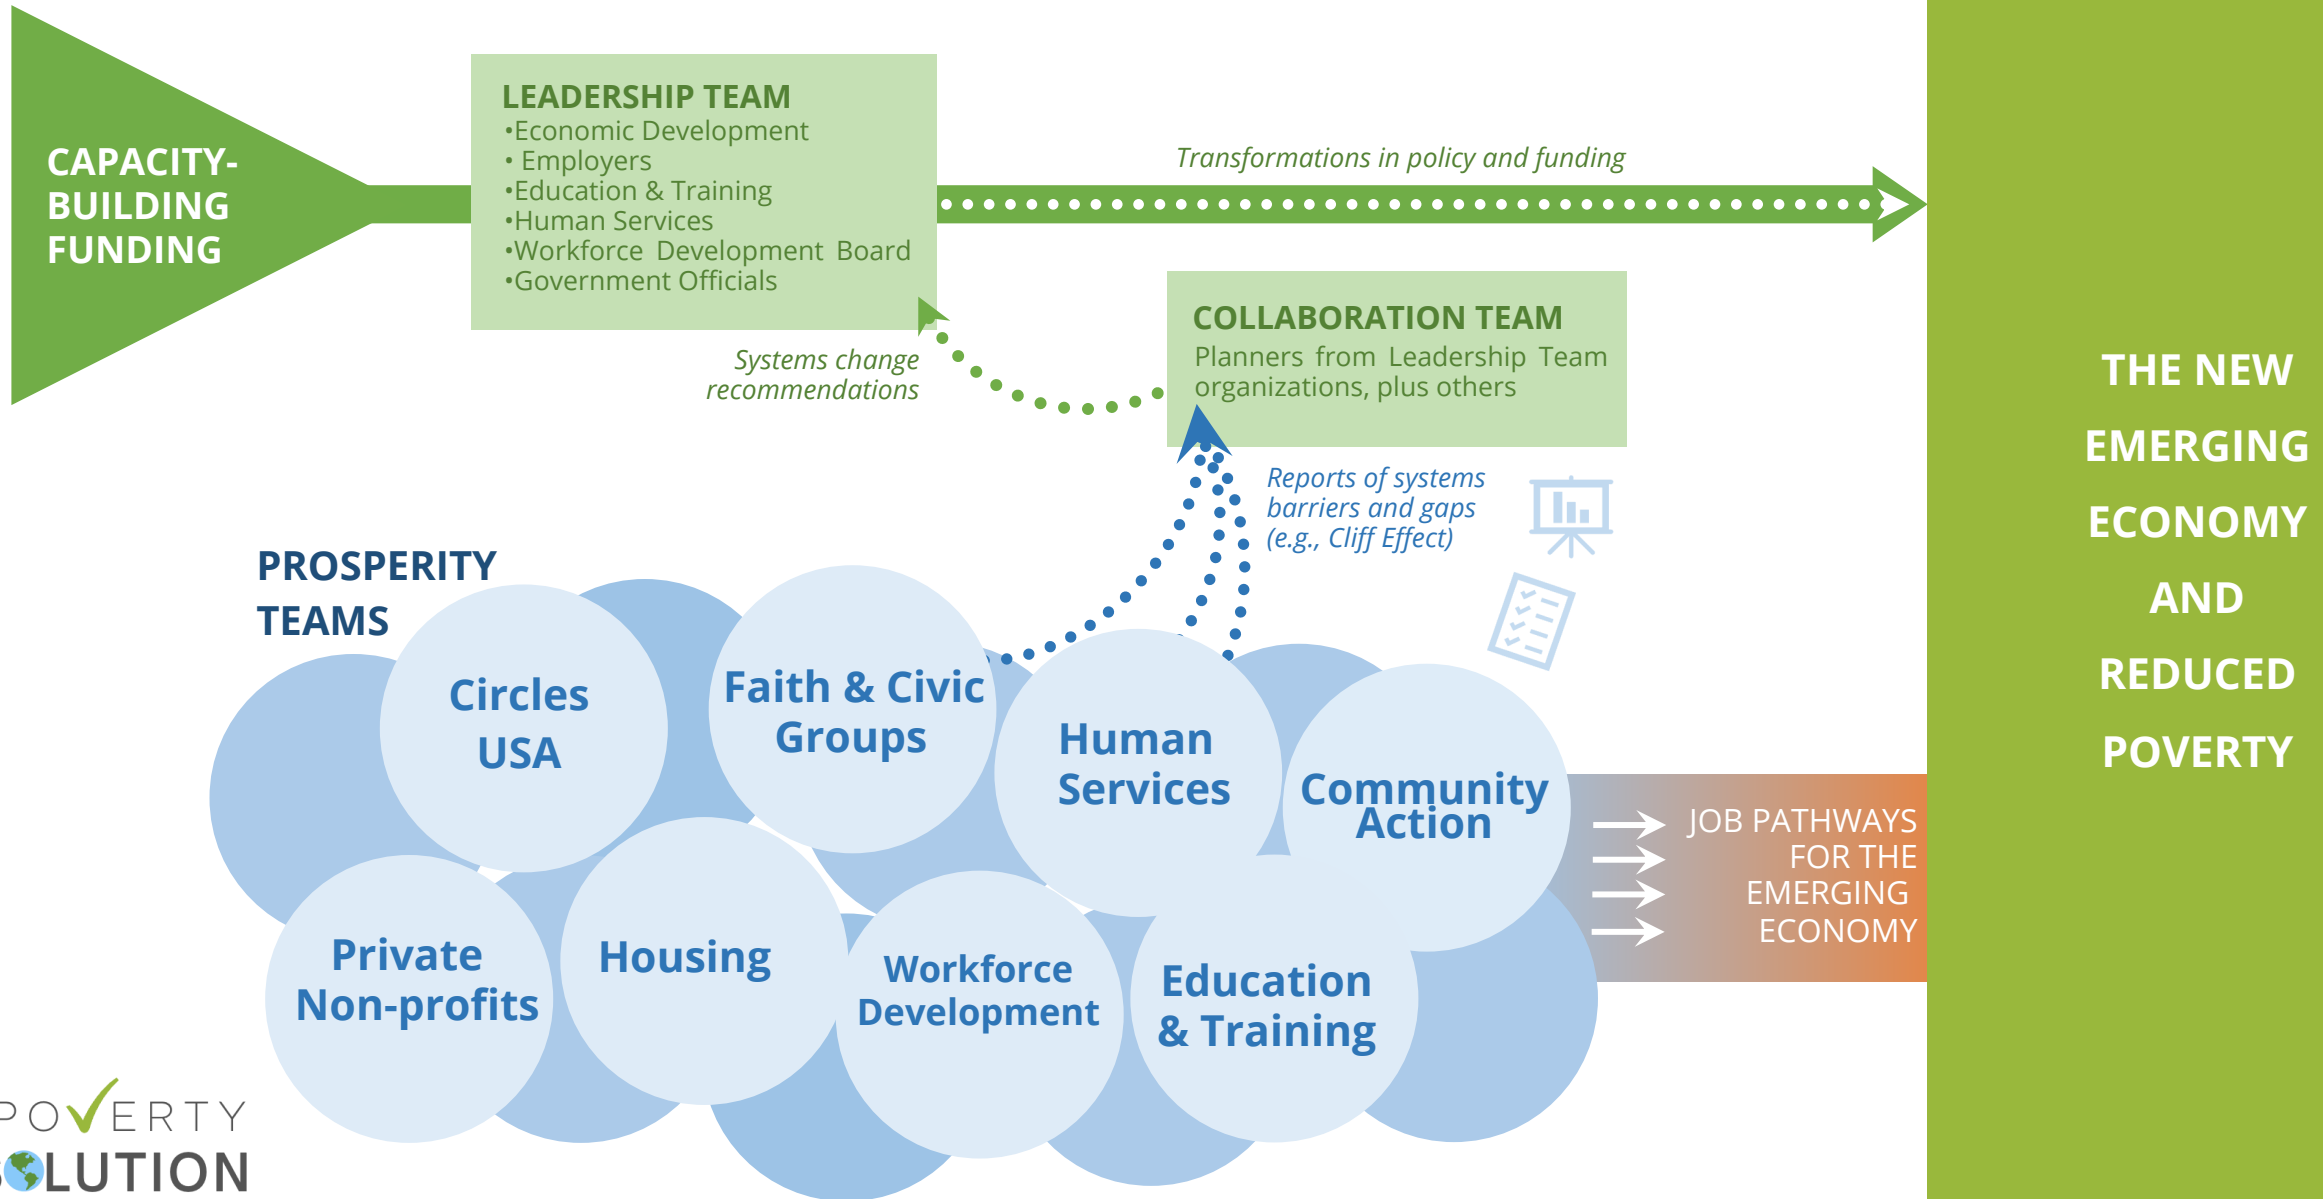 CAPACITY-
BUILDING
FUNDING
LEADERSHIP TEAM
•Economic Development
• Employers
•Education & Training
•Human Services
•Workforce Development Board
•Government Officials
Transformations in policy and funding
COLLABORATION TEAM
Planners from Leadership Team
organizations, plus others
Systems change
recommendations
Reports of systems
barriers and gaps
(e.g., Cliff Effect)
PROSPERITY
TEAMS
Circles
USA
Faith & Civic
Groups
Human
Services
Community
Action
Private
Non-profits
Housing
Workforce
Development
Education
& Training
JOB PATHWAYS
FOR THE
EMERGING
ECONOMY
THE NEW
EMERGING
ECONOMY
AND
REDUCED
POVERTY
POVERTY
SOLUTION